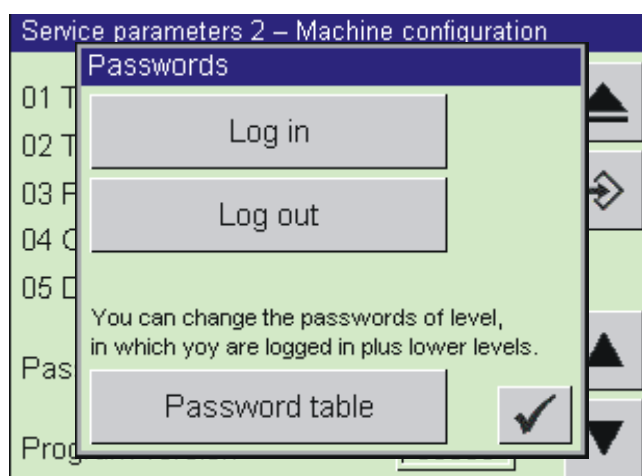 Service parameters 2 – Machine configuration
Passwords
01 T
Log in
02 T
03 F
Log out
04 C
05 D
You can change the passwords of level,
in which yoy are logged in plus lower levels.
Pas
Password table